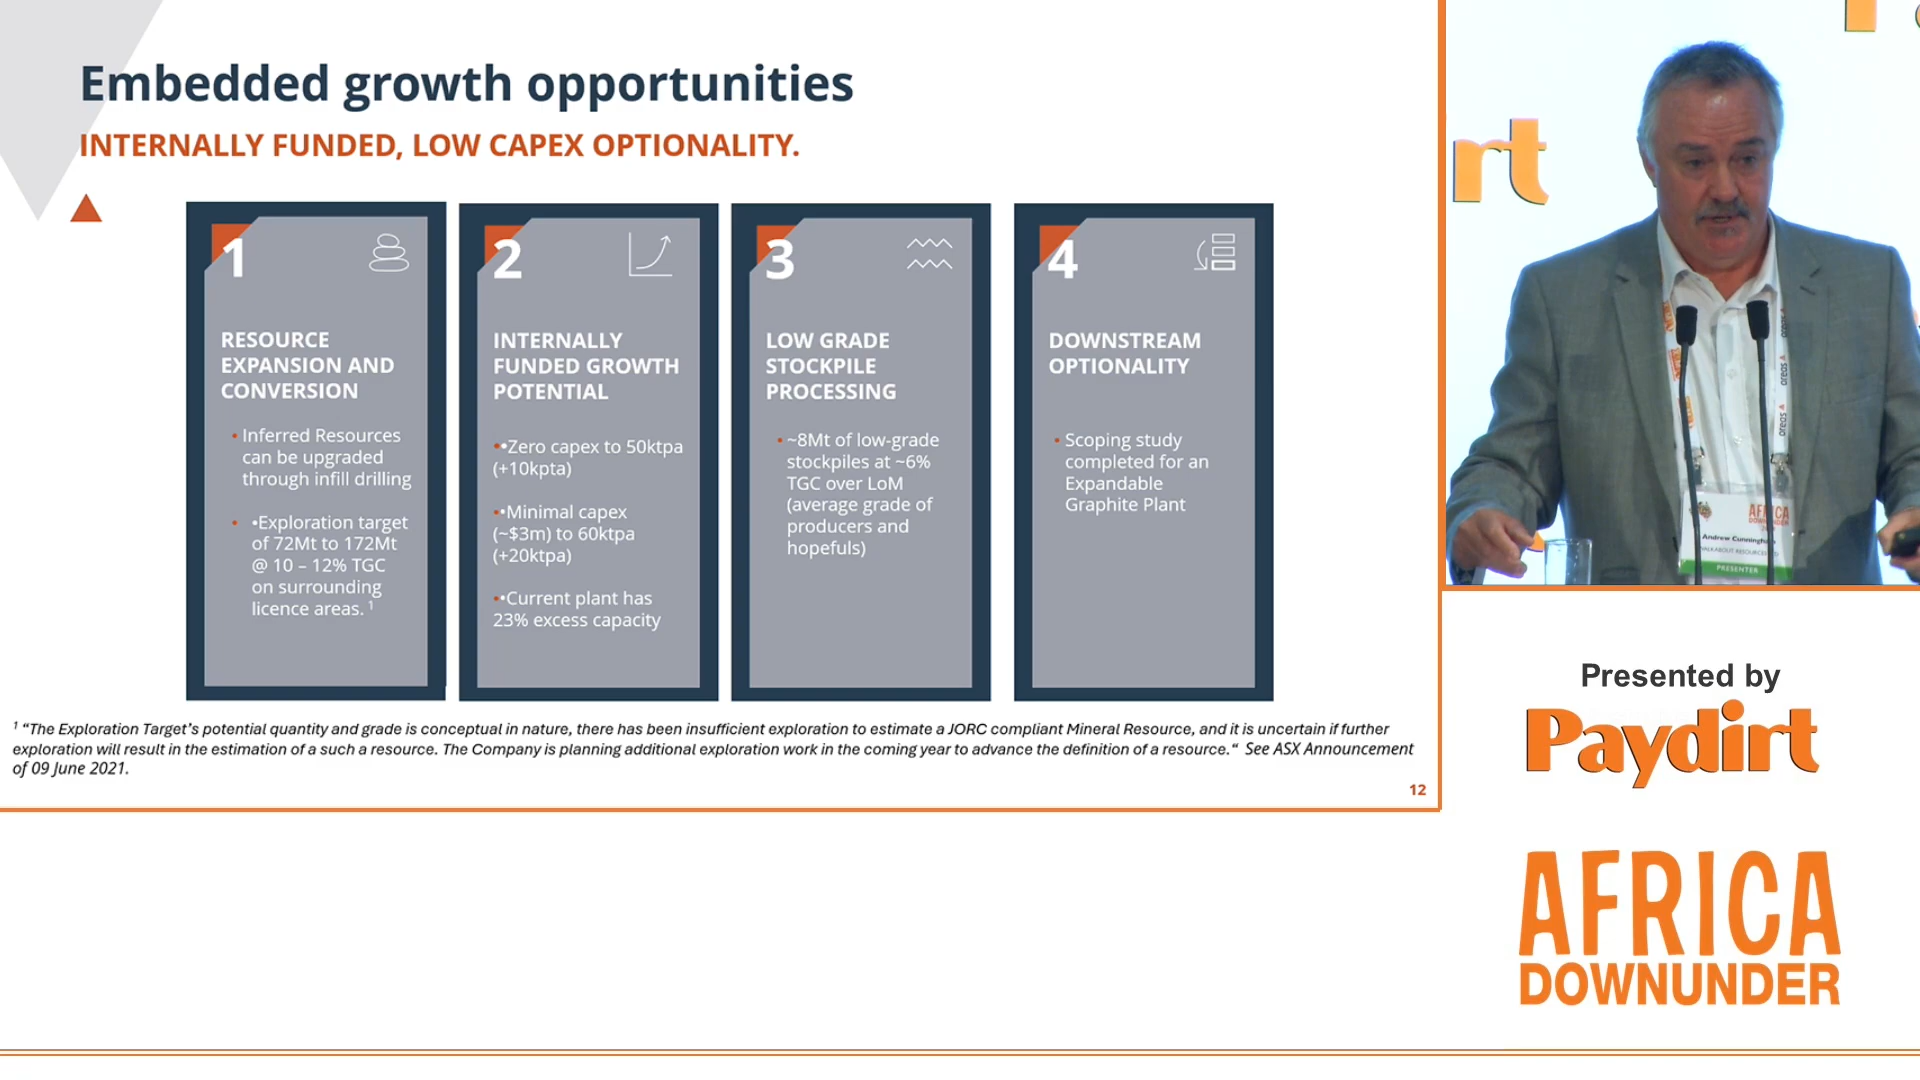 Embedded growth opportunities
INTERNALLY FUNDED, LOW CAPEX OPTIONALITY.
1
RESOURCE
EXPANSION AND
CONVERSION
• Inferred Resources
can be upgraded
through infill drilling
• •Exploration target
of 72Mt to 172Mt
@ 10 – 12% TGC
on surrounding
licence areas. 1
2
INTERNALLY
FUNDED GROWTH
POTENTIAL
••Zero capex to 50ktpa
(+10kpta)
••Minimal capex
(~$3m) to 60ktpa
(+20ktpa)
••Current plant has
23% excess capacity
3
LOW GRADE
STOCKPILE
PROCESSING
• ~8Mt of low-grade
stockpiles at ~6%
TGC over LoM
(average grade of
producers and
hopefuls)
4
DOWNSTREAM
OPTIONALITY
• Scoping study
completed for an
Expandable
Graphite Plant
1 “The Exploration Target’s potential quantity and grade is conceptual in nature, there has been insufficient exploration to estimate a JORC compliant Mineral Resource, and it is uncertain if further
exploration will result in the estimation of a such a resource. The Company is planning additional exploration work in the coming year to advance the definition of a resource.“ See ASX Announcement
of 09 June 2021.
12
rt
areas
areas
AFRICA
Andrew Cunningham
PRESENTER
Presented by
Paydirt
AFRICA
DOWNUNDER